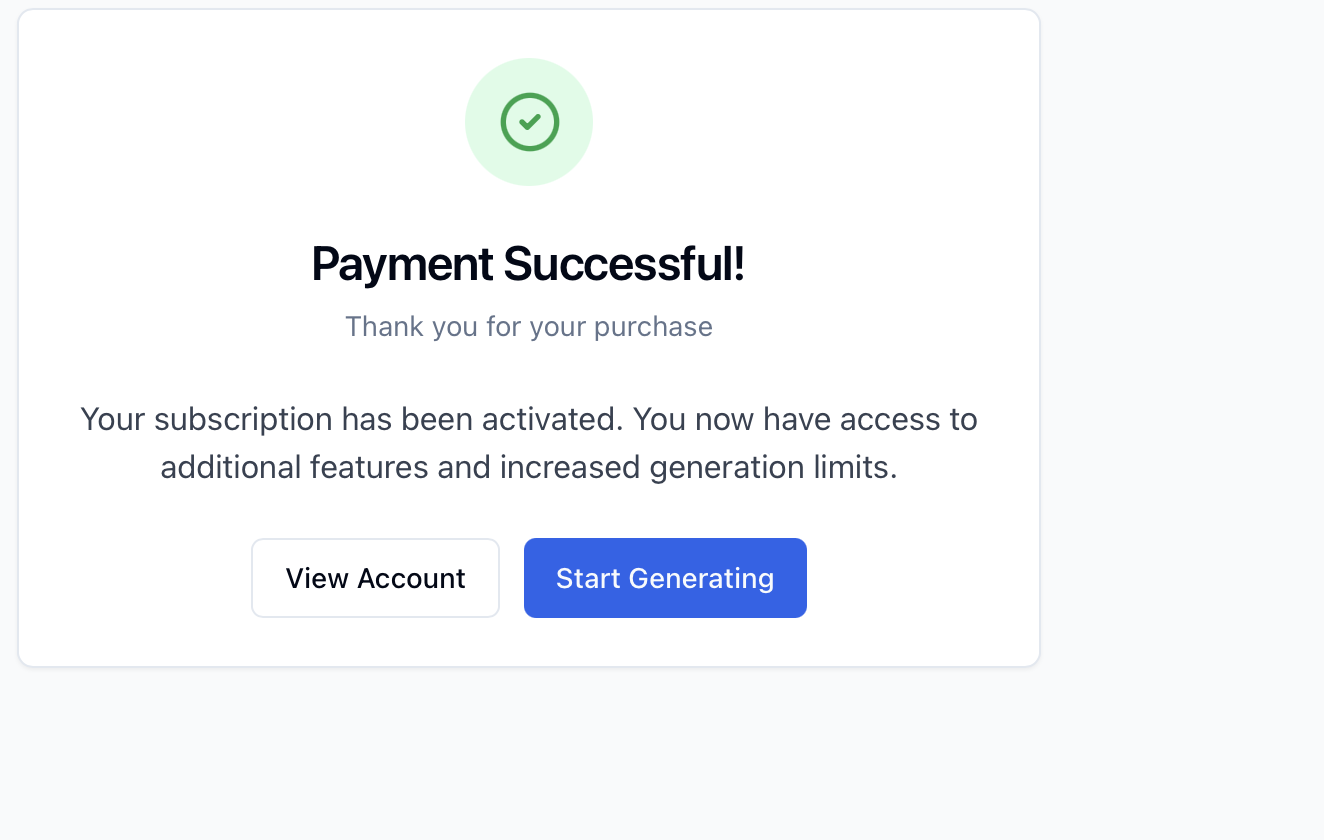 Payment Successful!
Thank you for your purchase
Your subscription has been activated. You now have access to
additional features and increased generation limits.
View Account
Start Generating